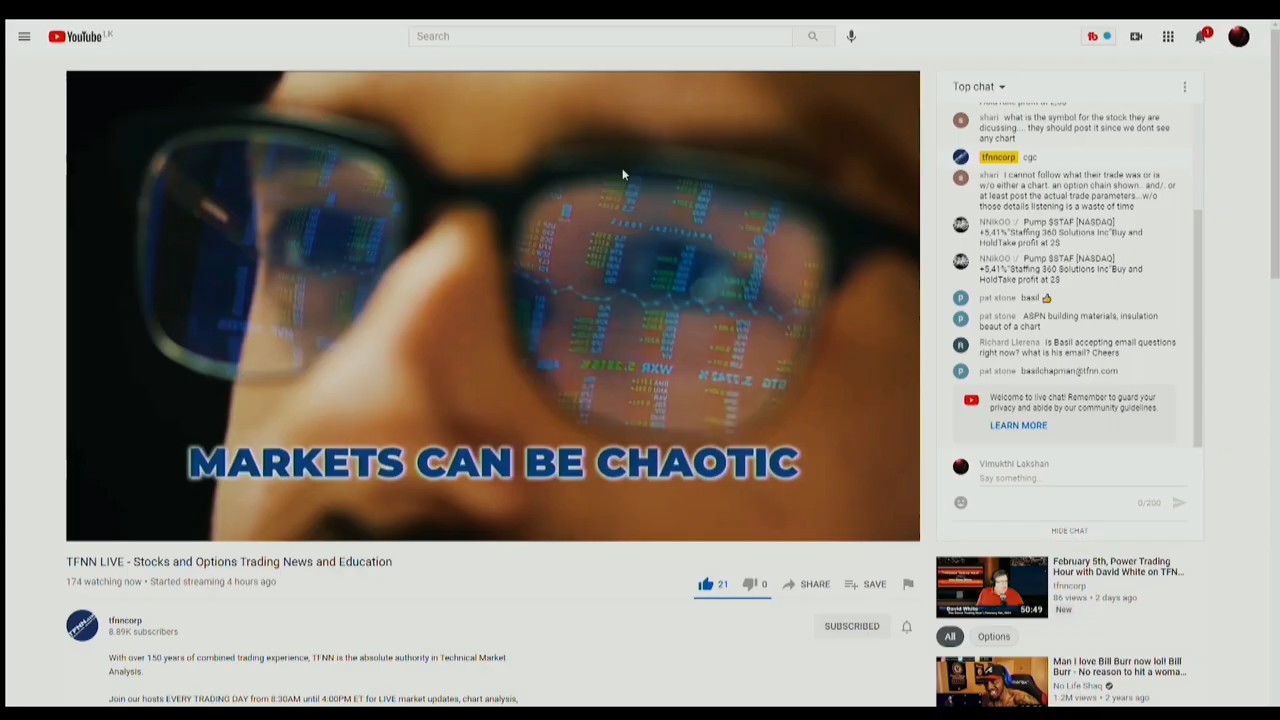 YouTube LK
Search
1
Top chat
HoldTake profit at 2,5$
shari what is the symbol for the stock they are
dicussing.... they should post it since we dont see
any chart
tfnncorp cgc
shari I cannot follow what their trade was or is
w/o either a chart. an option chain shown.. and/. or
at least post the actual trade parameters...w/o
those details listening is a waste of time
NNikOO :/ Pump $STAF [NASDAQ]
+5,41%"Staffing 360 Solutions Inc"Buy and
HoldTake profit at 2$
NNikOO :/ Pump $STAF [NASDAQ]
+5,41%"Staffing 360 Solutions Inc"Buy and
HoldTake profit at 2$
pat stone basil 👍
pat stone ASPN building materials, insulation
beaut of a chart
Richard Llerena Is Basil accepting email questions
right now? what is his email? Cheers
pat stone basilchapman@tfnn.com
Welcome to live chat! Remember to guard your
privacy and abide by our community guidelines.
LEARN MORE
Vimukthi Lakshan
Say something...
0/200
HIDE CHAT
MARKETS CAN BE CHAOTIC
TFNN LIVE - Stocks and Options Trading News and Education
174 watching now • Started streaming 4 hours ago
21 0 SHARE SAVE
tfnncorp
8.89K subscribers
SUBSCRIBED
With over 150 years of combined trading experience, TFNN is the absolute authority in Technical Market
Analysis.
Join our hosts EVERY TRADING DAY from 8:30AM until 4:00PM ET for LIVE market updates, chart analysis,
February 5th, Power Trading
Hour with David White on TFN...
tfnncorp
86 views • 2 days ago
New
David White
50:49
All Options
Man I love Bill Burr now lol! Bill
Burr - No reason to hit a woma...
No Life Shaq
1.2M views • 2 years ago